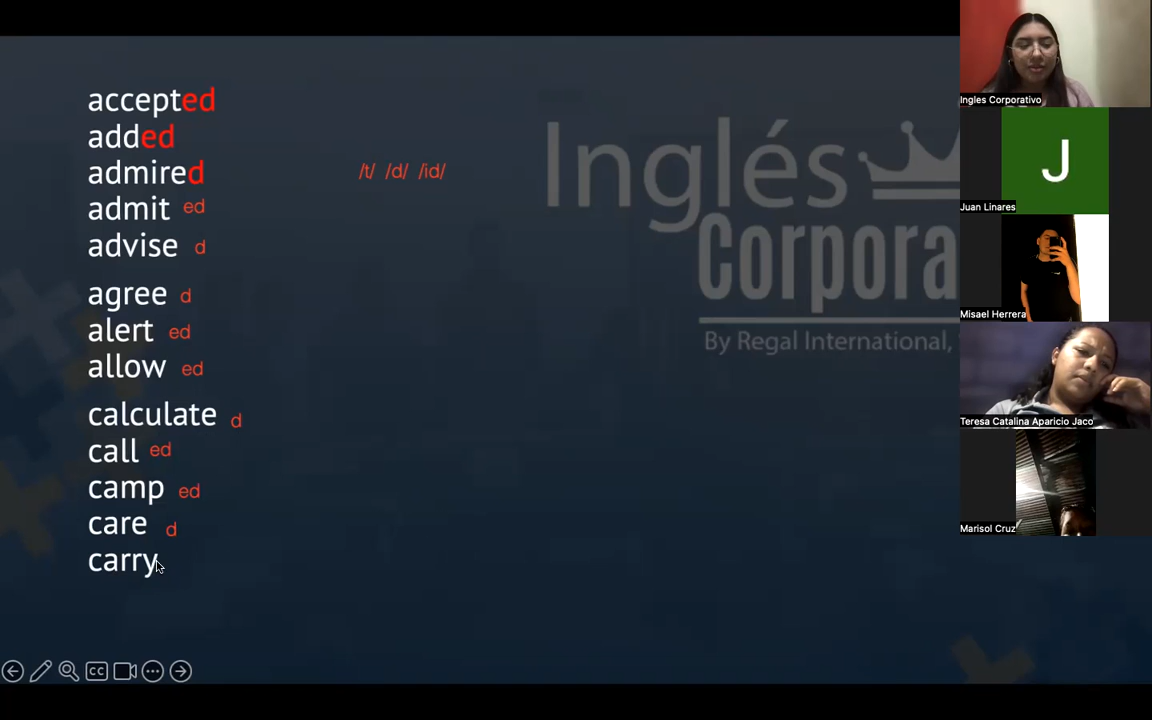 accepted
added
admired
/t/ /d/ /id/
admit ed
advise d
agree d
alert ed
allow ed
calculate d
call ed
camp ed
care d
carry
Inglés
Corpora
By Regal International,
CC
Ingles Corporativo
J
Juan Linares
Misael Herrera
Teresa Catalina Aparicio Jaco
Marisol Cruz